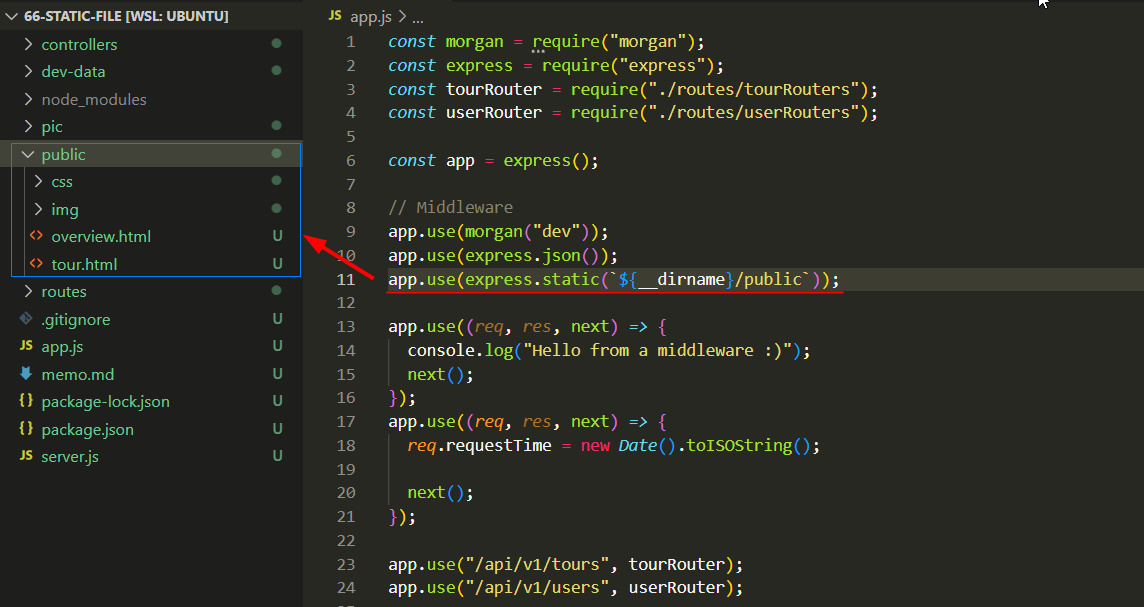 66-STATIC-FILE [WSL: UBUNTU]
controllers
dev-data
node_modules
pic
public
css
img
overview.html U
tour.html U
routes
.gitignore U
JS app.js U
memo.md U
{} package-lock.json U
{} package.json U
JS server.js U
JS app.js > ...
1 const morgan = require("morgan");
2 const express = require("express");
3 const tourRouter = require("./routes/tourRouters");
4 const userRouter = require("./routes/userRouters");
5
6 const app = express();
7
8 // Middleware
9 app.use(morgan("dev"));
10 app.use(express.json());
11 app.use(express.static(`${__dirname}/public`));
12
13 app.use((req, res, next) => {
14   console.log("Hello from a middleware :)");
15   next();
16 });
17 app.use((req, res, next) => {
18   req.requestTime = new Date().toISOString();
19
20   next();
21 });
22
23 app.use("/api/v1/tours", tourRouter);
24 app.use("/api/v1/users", userRouter);